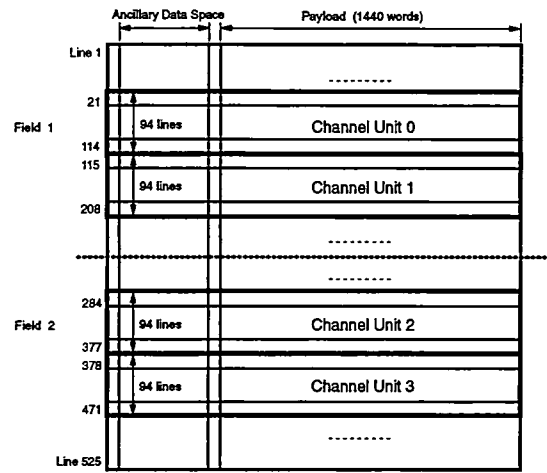 Ancillary Data Space Payload (1440 words)
Line 1
21
Field 1 94 lines Channel Unit 0
114
115
94 lines Channel Unit 1
208
284
Field 2 94 lines Channel Unit 2
377
378
94 lines Channel Unit 3
471
Line 525